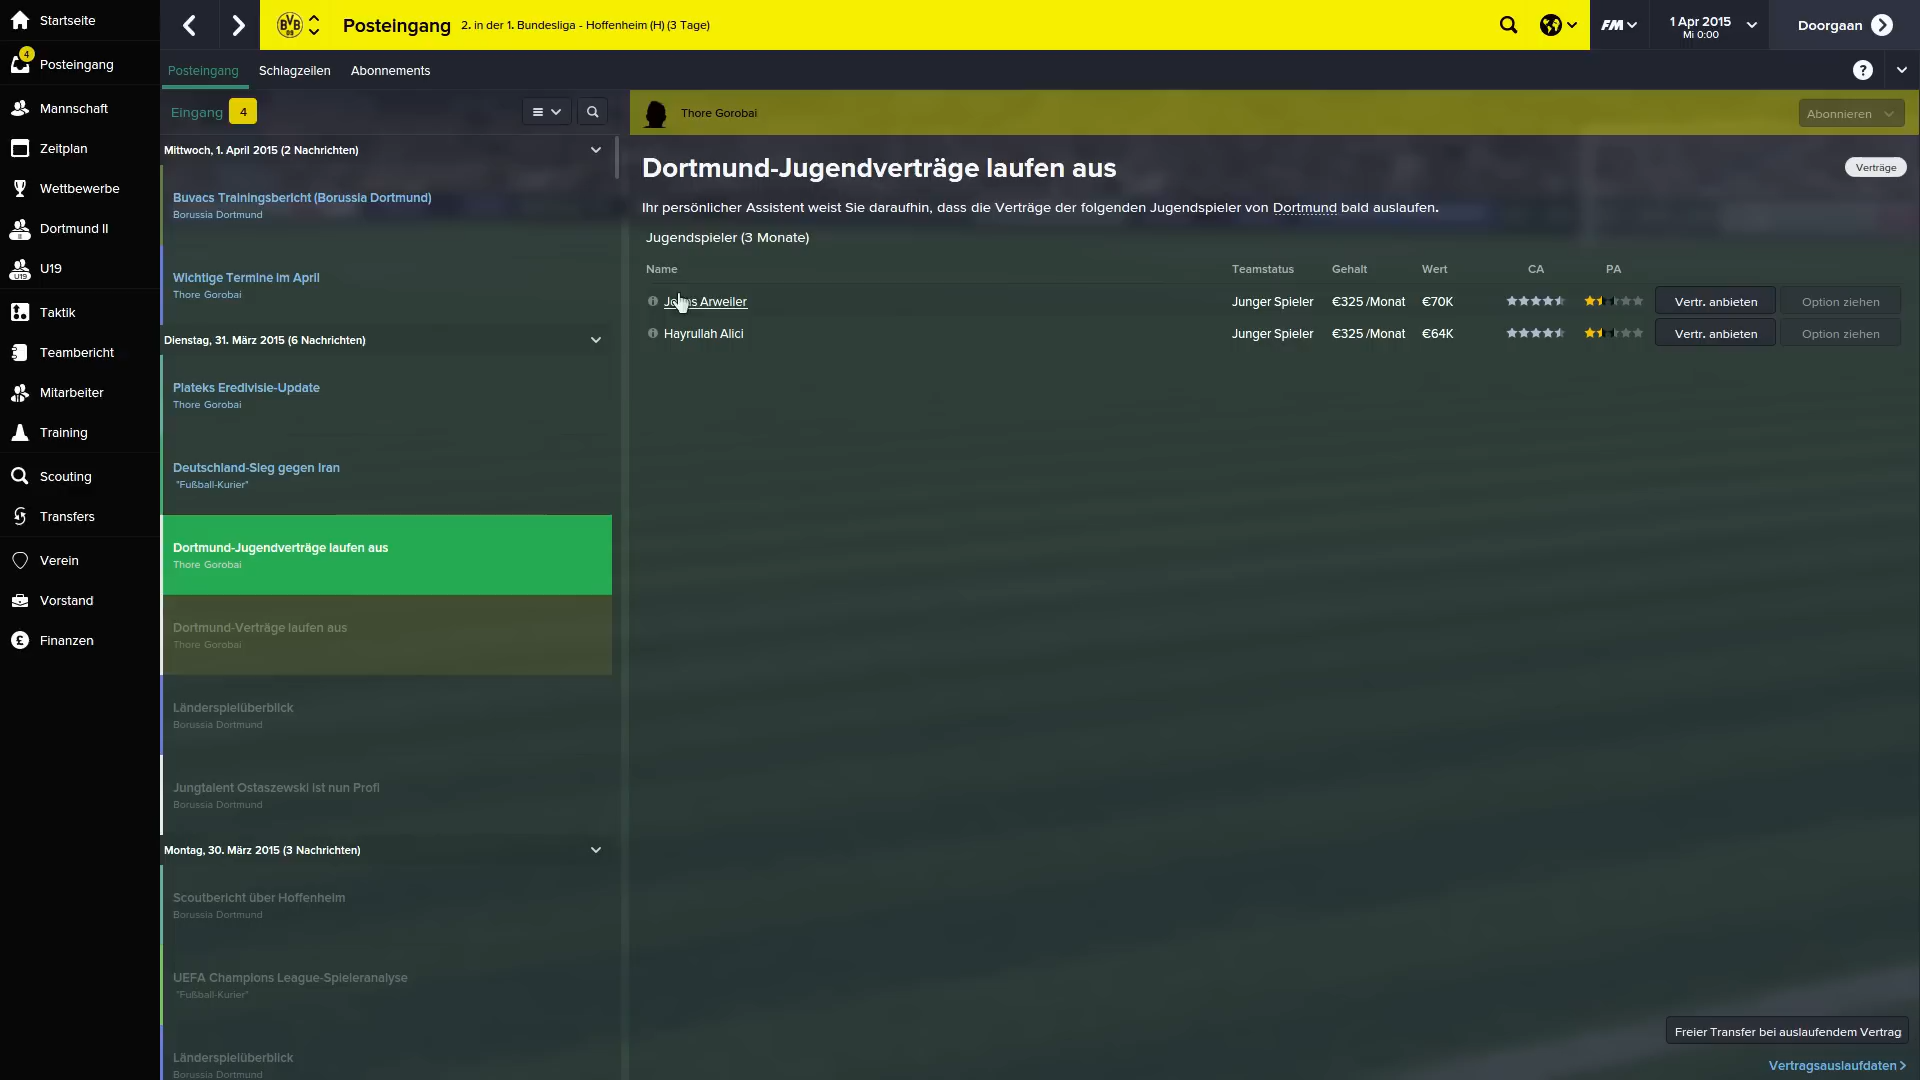 Startseite
4
Posteingang
Mannschaft
Zeitplan
Wettbewerbe
II
Dortmund II
U19
U19
Taktik
Teambericht
Mitarbeiter
Training
Scouting
Transfers
Verein
Vorstand
£
Finanzen
BVB 09
Posteingang 2. in der 1. Bundesliga - Hoffenheim (H) (3 Tage)
FM
1 Apr 2015
Mi 0:00
Doorgaan
Posteingang Schlagzeilen Abonnements
?
Eingang 4
Mittwoch, 1. April 2015 (2 Nachrichten)
Buvacs Trainingsbericht (Borussia Dortmund)
Borussia Dortmund
Wichtige Termine im April
Thore Gorobai
Dienstag, 31. März 2015 (6 Nachrichten)
Plateks Eredivisie-Update
Thore Gorobai
Deutschland-Sieg gegen Iran
"Fußball-Kurier"
Dortmund-Jugendverträge laufen aus
Thore Gorobai
Dortmund-Verträge laufen aus
Thore Gorobai
Länderspielüberblick
Borussia Dortmund
Jungtalent Ostaszewski ist nun Profi
Borussia Dortmund
Montag, 30. März 2015 (3 Nachrichten)
Scoutbericht über Hoffenheim
Borussia Dortmund
UEFA Champions League-Spieleranalyse
"Fußball-Kurier"
Länderspielüberblick
Borussia Dortmund
Thore Gorobai
Abonnieren
Dortmund-Jugendverträge laufen aus
Verträge
Ihr persönlicher Assistent weist Sie daraufhin, dass die Verträge der folgenden Jugendspieler von Dortmund bald auslaufen.
Jugendspieler (3 Monate)
Name Teamstatus Gehalt Wert CA PA
Arweiler Junger Spieler €325 /Monat €70K Vertr. anbieten Option ziehen
Hayrullah Alici Junger Spieler €325 /Monat €64K Vertr. anbieten Option ziehen
Freier Transfer bei auslaufendem Vertrag
Vertragsauslaufdaten >